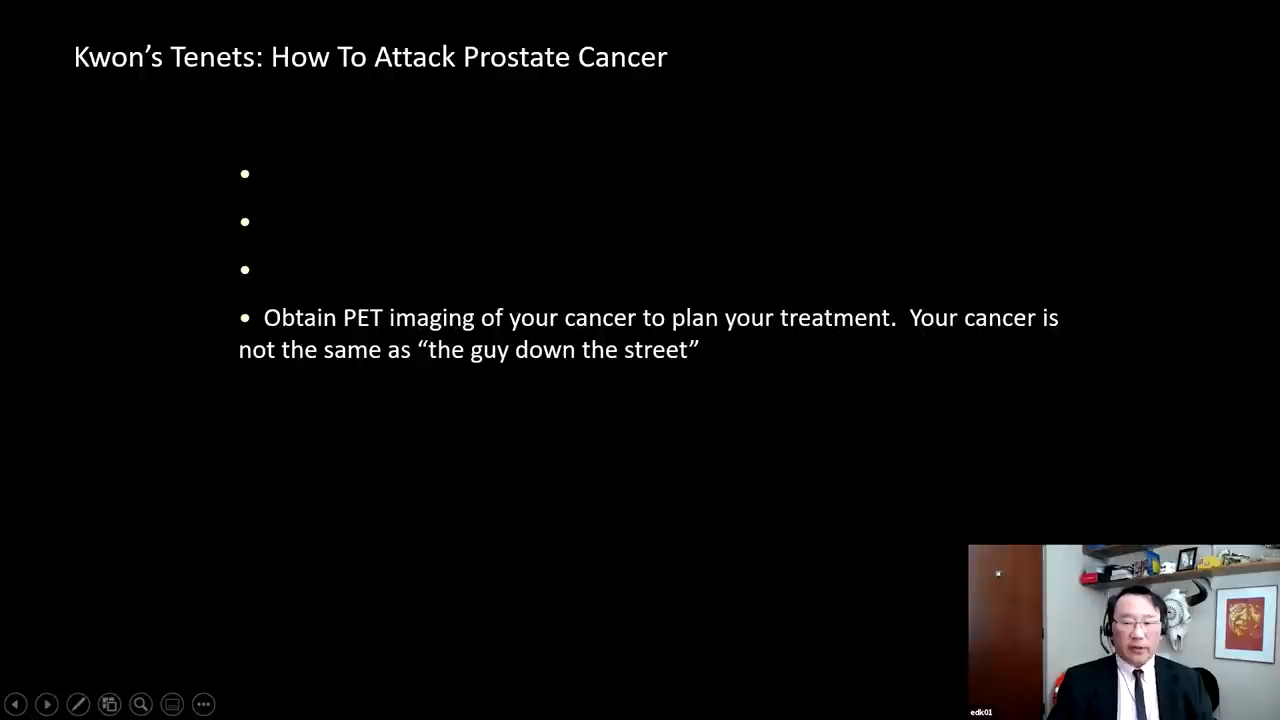 Kwon’s Tenets: How To Attack Prostate Cancer
•
•
•
• Obtain PET imaging of your cancer to plan your treatment.  Your cancer is
not the same as “the guy down the street”
edk01